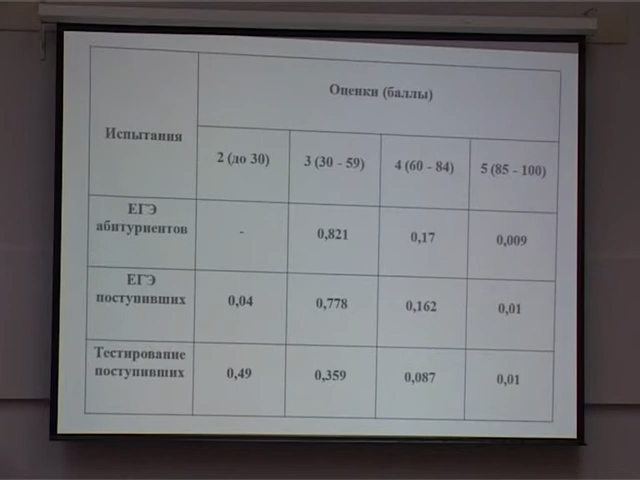 Оценки (баллы)
Испытания
2 (до 30) 3 (30 - 59) 4 (60 - 84) 5 (85 - 100)
ЕГЭ
абитуриентов - 0,821 0,17 0,009
ЕГЭ
поступивших 0,04 0,778 0,162 0,01
Тестирование
поступивших 0,49 0,359 0,087 0,01